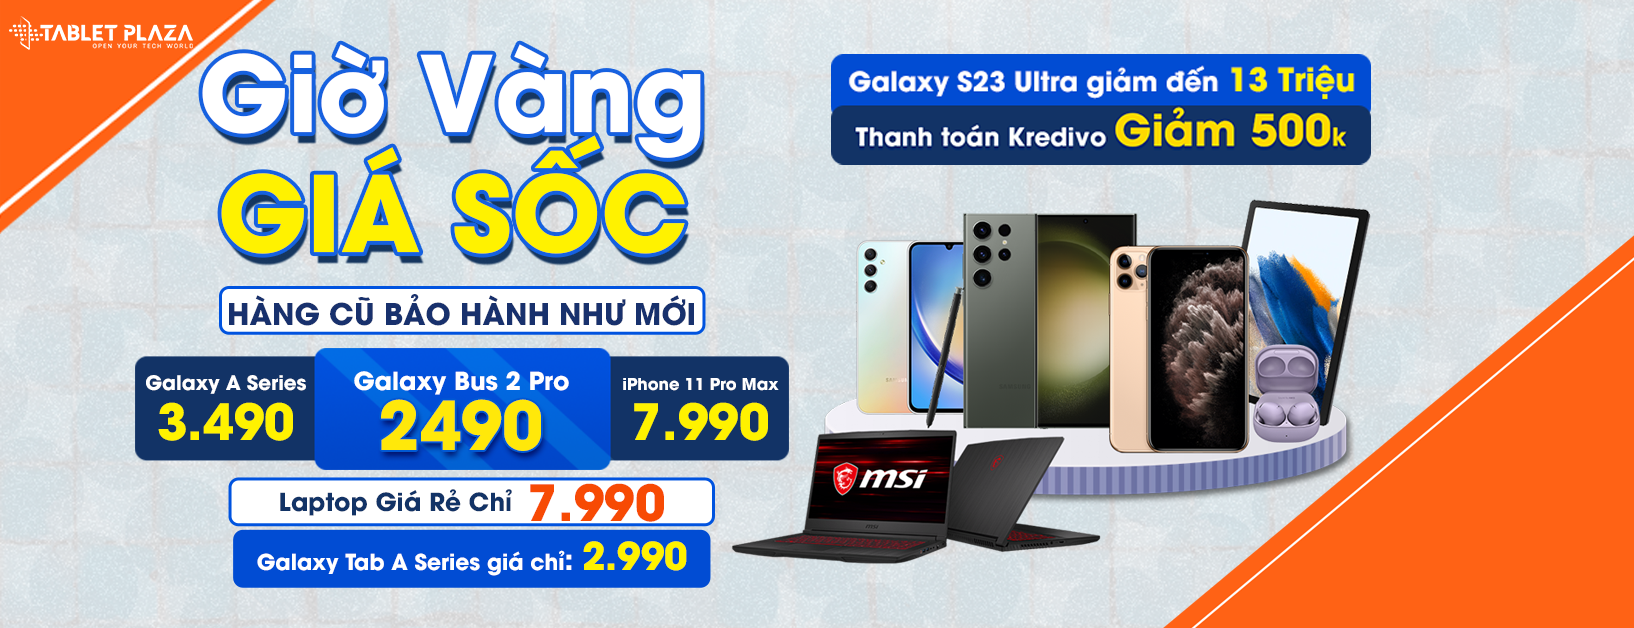 TABLET PLAZA
OPEN YOUR TECH WORLD
Giờ Vàng
GIÁ SỐC
HÀNG CŨ BẢO HÀNH NHƯ MỚI
Galaxy A Series
3.490
Galaxy Bus 2 Pro
2490
iPhone 11 Pro Max
7.990
Laptop Giá Rẻ Chỉ 7.990
Galaxy Tab A Series giá chỉ: 2.990
Galaxy S23 Ultra giảm đến 13 Triệu
Thanh toán Kredivo Giảm 500k
SAMSUNG
msi
msi